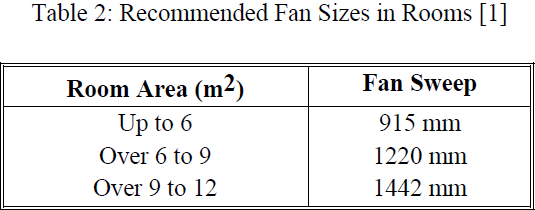 Table 2: Recommended Fan Sizes in Rooms [1]
Room Area (m²) Fan Sweep
Up to 6 915 mm
Over 6 to 9 1220 mm
Over 9 to 12 1442 mm